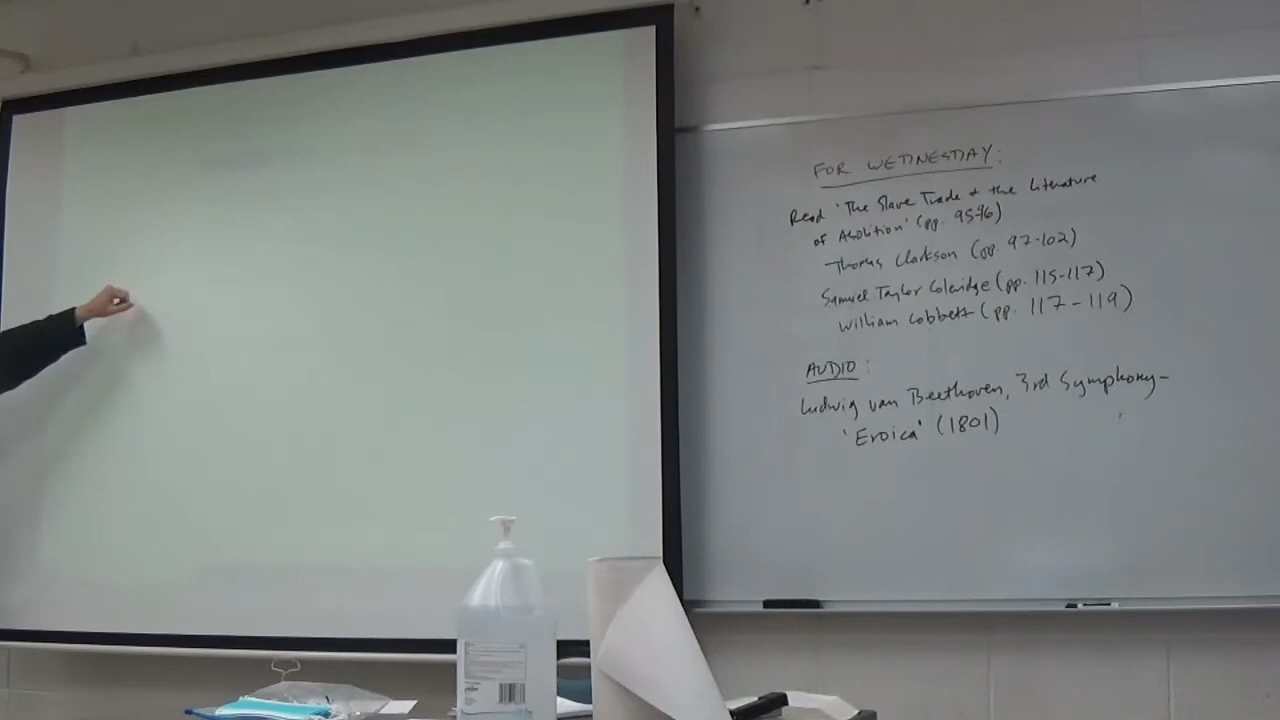 FOR WEDNESDAY:
Read 'The Slave Trade + the Literature
of Abolition' (pp. 95-96)
Thomas Clarkson (pp. 97-102)
Samuel Taylor Coleridge (pp. 115-117)
William Cobbett (pp. 117-119)
AUDIO:
Ludwig van Beethoven, 3rd Symphony-
'Eroica' (1801)